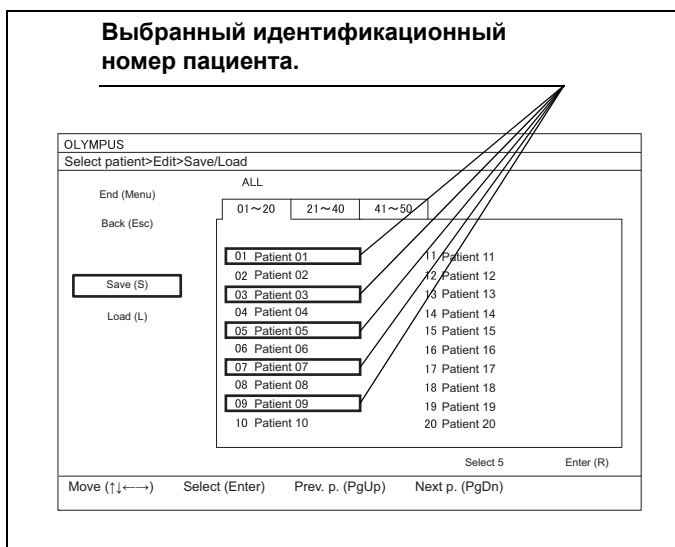 Выбранный идентификационный
номер пациента.
OLYMPUS
Select patient>Edit>Save/Load
End (Menu)
Back (Esc)
Save (S)
Load (L)
ALL
01～20 21～40 41～50
01 Patient 01
02 Patient 02
03 Patient 03
04 Patient 04
05 Patient 05
06 Patient 06
07 Patient 07
08 Patient 08
09 Patient 09
10 Patient 10
11 Patient 11
12 Patient 12
13 Patient 13
14 Patient 14
15 Patient 15
16 Patient 16
17 Patient 17
18 Patient 18
19 Patient 19
20 Patient 20
Select 5 Enter (R)
Move (↑↓←→) Select (Enter) Prev. p. (PgUp) Next p. (PgDn)